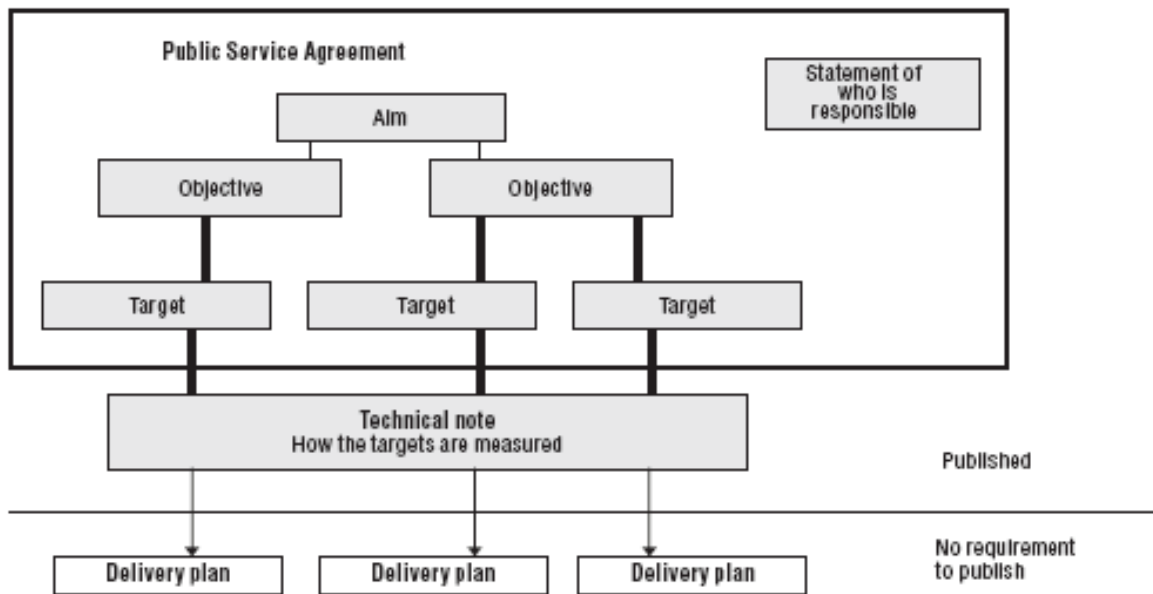 Public Service Agreement
Statement of
who is
responsible
Aim
Objective
Objective
Target
Target
Target
Technical note
How the targets are measured
Published
Delivery plan
Delivery plan
Delivery plan
No requirement
to publish